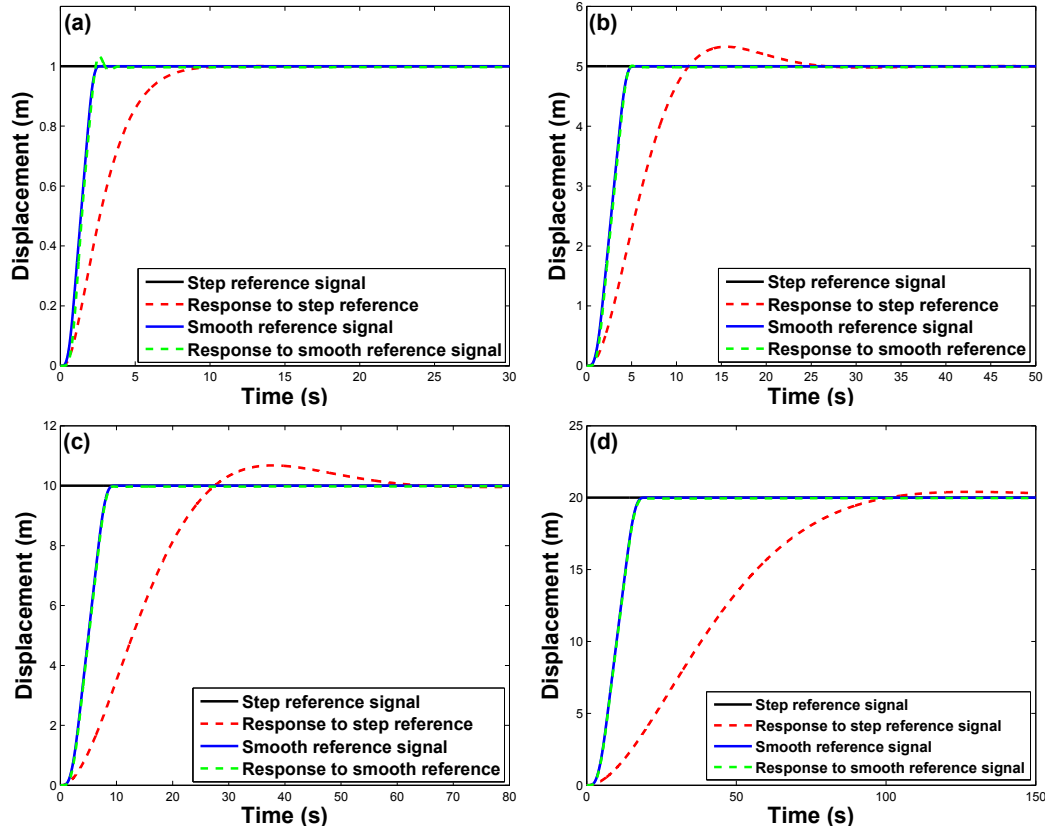 (a)
Displacement (m)
1
0.8
0.6
0.4
0.2
0
Step reference signal
Response to step reference
Smooth reference signal
Response to smooth reference signal
0 5 10 15 20 25 30
Time (s)
(b)
Displacement (m)
6
5
4
3
2
1
0
Step reference signal
Response to step reference
Smooth reference signal
Response to smooth reference
0 5 10 15 20 25 30 35 40 45 50
Time (s)
(c)
Displacement (m)
12
10
8
6
4
2
0
Step reference signal
Response to step reference
Smooth reference signal
Response to smooth reference
0 10 20 30 40 50 60 70 80
Time (s)
(d)
Displacement (m)
25
20
15
10
5
0
Step reference signal
Response to step reference signal
Smooth reference signal
Response to smooth reference signal
0 50 100 150
Time (s)